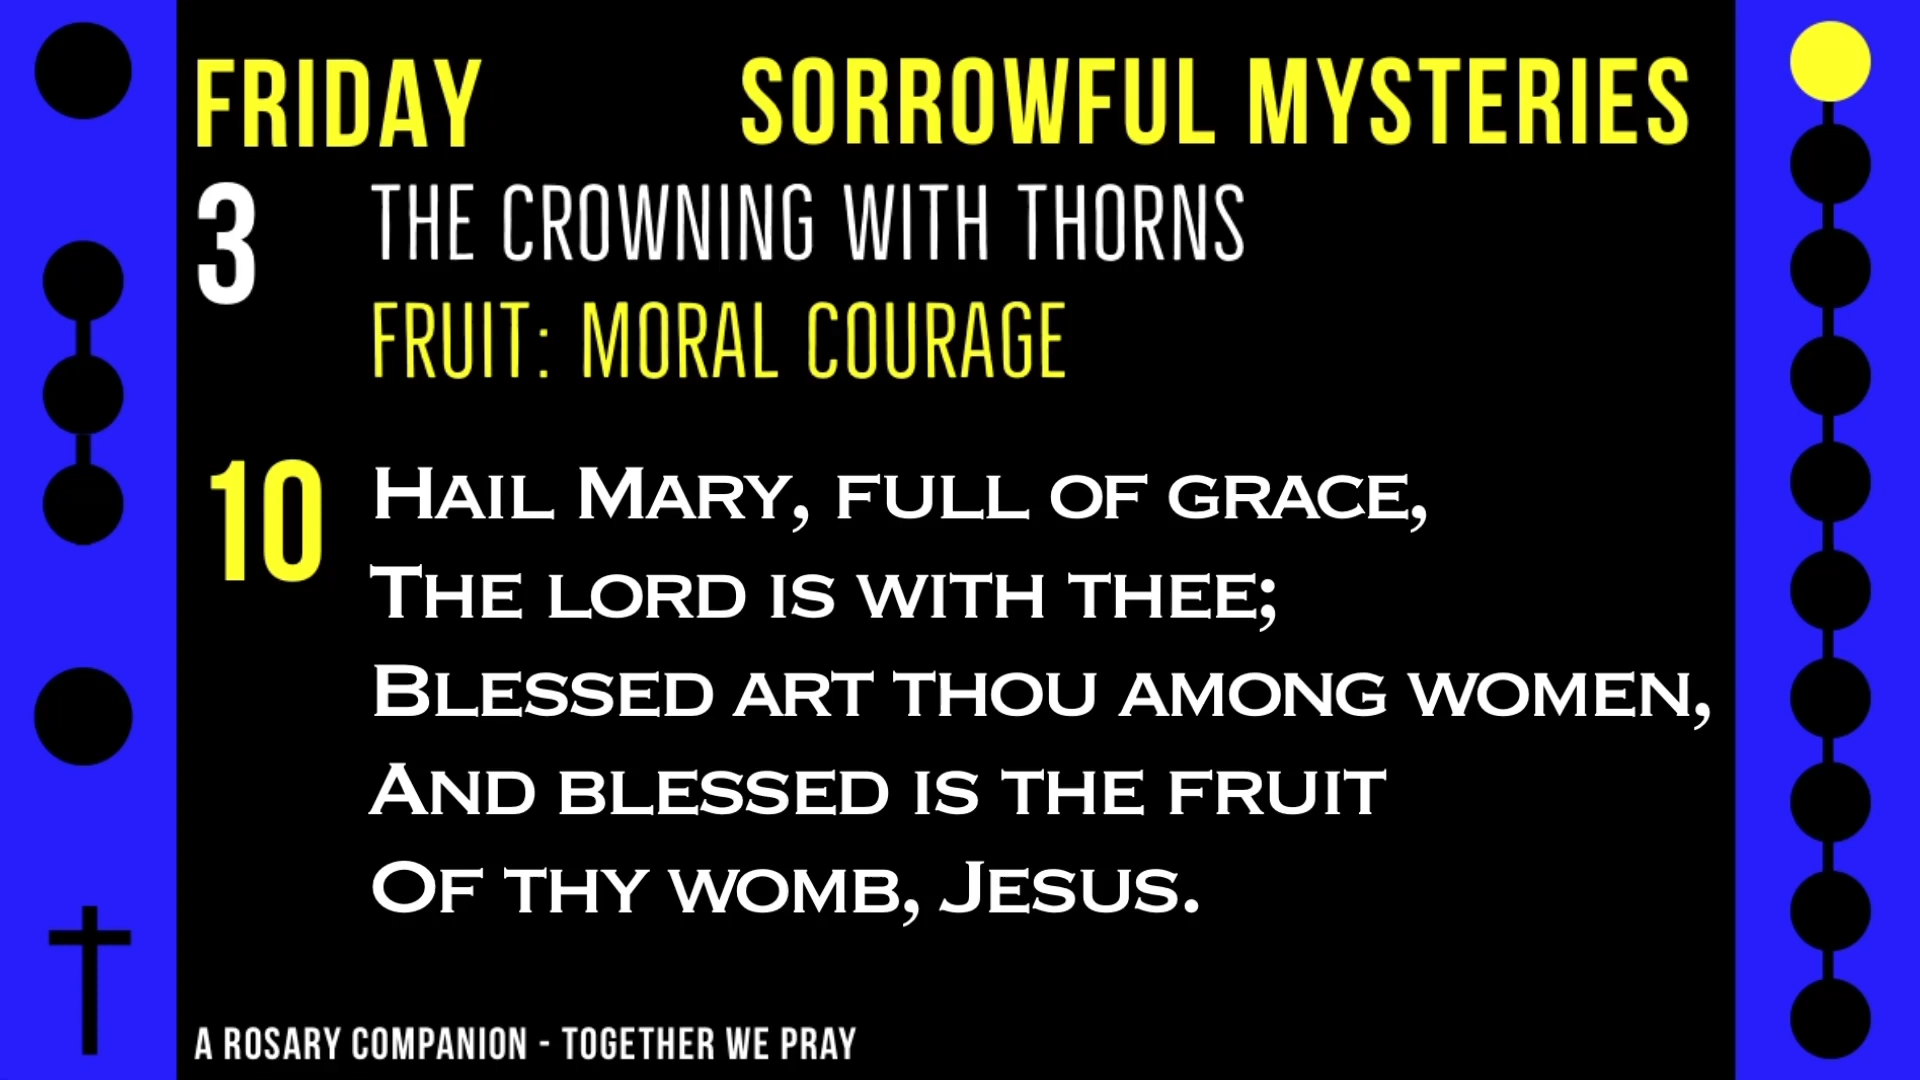 FRIDAY SORROWFUL MYSTERIES
3 THE CROWNING WITH THORNS
FRUIT: MORAL COURAGE
10 HAIL MARY, FULL OF GRACE,
THE LORD IS WITH THEE;
BLESSED ART THOU AMONG WOMEN,
AND BLESSED IS THE FRUIT
OF THY WOMB, JESUS.
A ROSARY COMPANION - TOGETHER WE PRAY